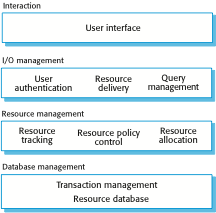 Interaction
User interface
I/O management
User authentication
Resource delivery
Query management
Resource management
Resource tracking
Resource policy control
Resource allocation
Database management
Transaction management
Resource database